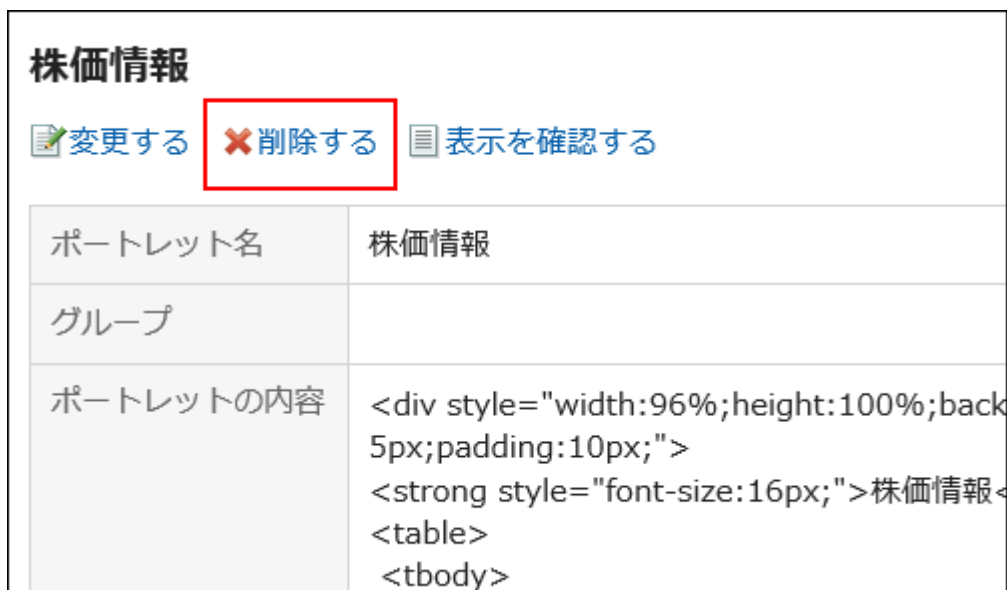 株価情報
変更する 削除する 表示を確認する
ポートレット名 株価情報
グループ
ポートレットの内容 <div style="width:96%;height:100%;back
5px;padding:10px;">
<strong style="font-size:16px;">株価情報<
<table>
<tbody>